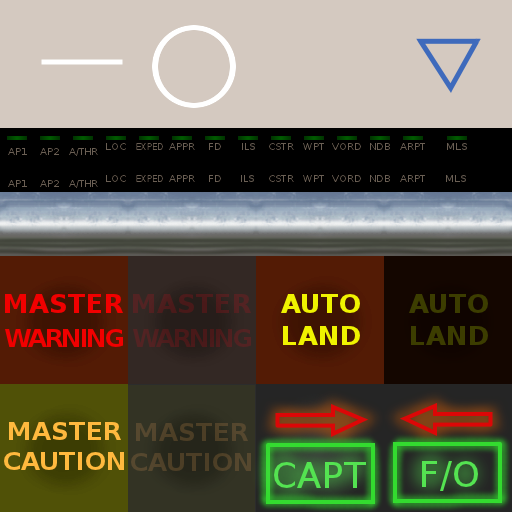 AP1 AP2 A/THR LOC EXPED APPR FD ILS CSTR WPT VORD NDB ARPT MLS
AP1 AP2 A/THR LOC EXPED APPR FD ILS CSTR WPT VORD NDB ARPT MLS
MASTER
WARNING
MASTER
WARNING
AUTO
LAND
AUTO
LAND
MASTER
CAUTION
MASTER
CAUTION
CAPT
F/O